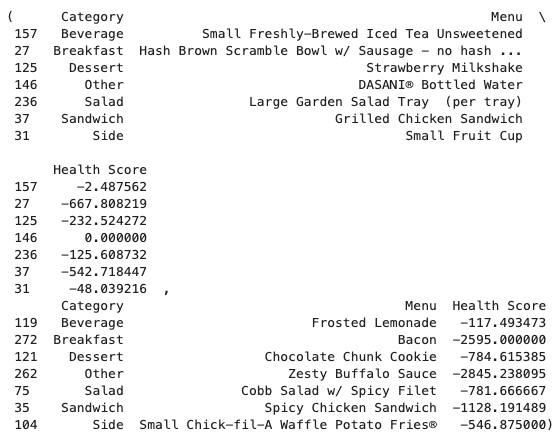 (      Category                                               Menu  \
157   Beverage           Small Freshly-Brewed Iced Tea Unsweetened
27   Breakfast  Hash Brown Scramble Bowl w/ Sausage - no hash ...
125     Dessert                               Strawberry Milkshake
146       Other                              DASANI® Bottled Water
236       Salad                Large Garden Salad Tray  (per tray)
37     Sandwich                            Grilled Chicken Sandwich
31         Side                                     Small Fruit Cup
Health Score
157     -2.487562
27    -667.808219
125   -232.524272
146      0.000000
236   -125.608732
37    -542.718447
31     -48.039216  ,
Category                                    Menu  Health Score
119   Beverage                         Frosted Lemonade   -117.493473
272  Breakfast                                    Bacon  -2595.000000
121    Dessert                   Chocolate Chunk Cookie   -784.615385
262      Other                       Zesty Buffalo Sauce  -2845.238095
75       Salad                 Cobb Salad w/ Spicy Filet   -781.666667
35    Sandwich                    Spicy Chicken Sandwich  -1128.191489
104       Side  Small Chick-fil-A Waffle Potato Fries®   -546.875000)